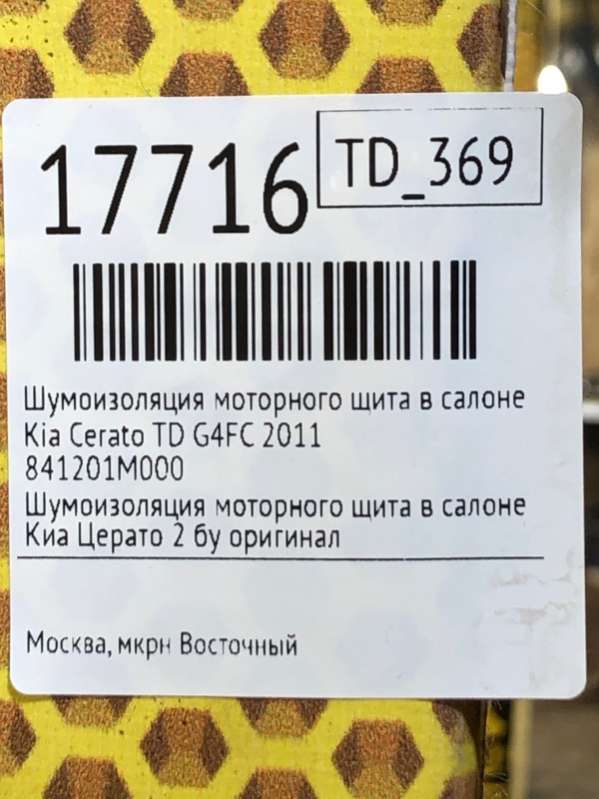 17716
TD_369
Шумоизоляция моторного щита в салоне
Kia Cerato TD G4FC 2011
841201M000
Шумоизоляция моторного щита в салоне
Киа Церато 2 бу оригинал
Москва, мкрн Восточный